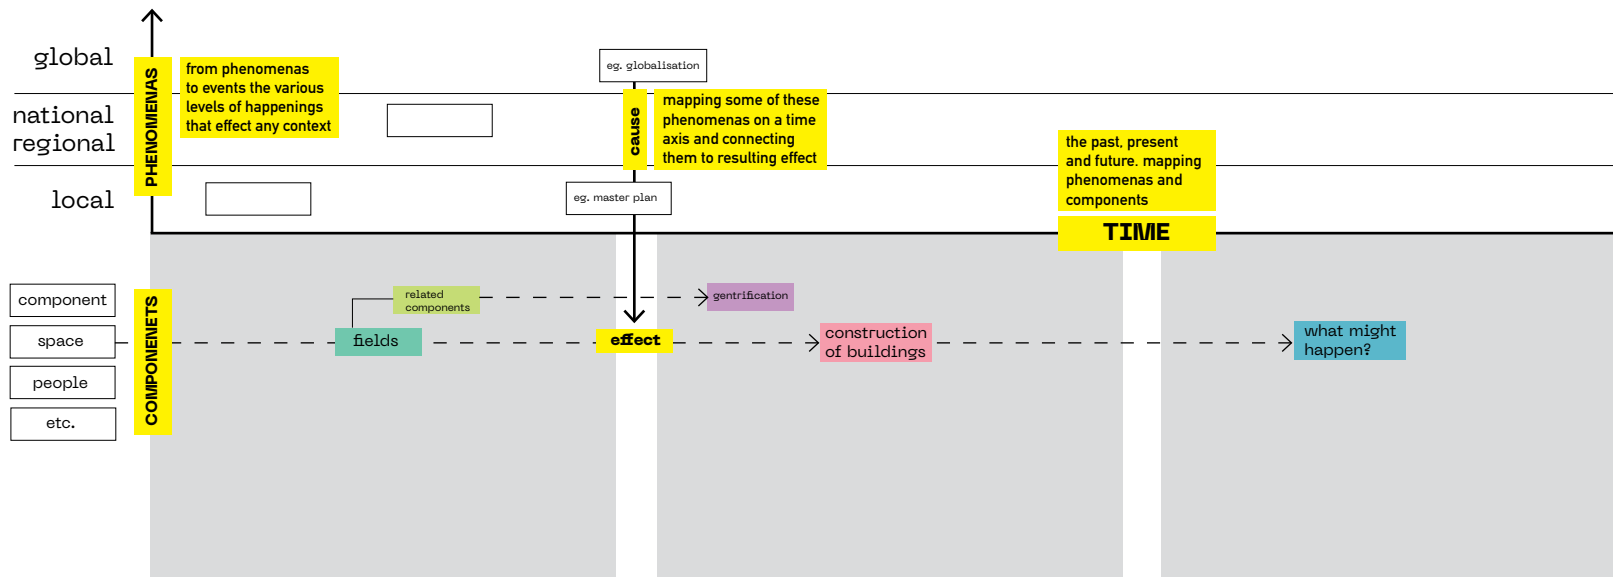 global
national
regional
local
PHENOMENAS
from phenomenas
to events the various
levels of happenings
that effect any context
eg. globalisation
cause
mapping some of these
phenomenas on a time
axis and connecting
them to resulting effect
eg. master plan
the past, present
and future. mapping
phenomenas and
components
TIME
component
space
people
etc.
COMPONENETS
related
components
gentrification
fields
effect
construction
of buildings
what might
happen?